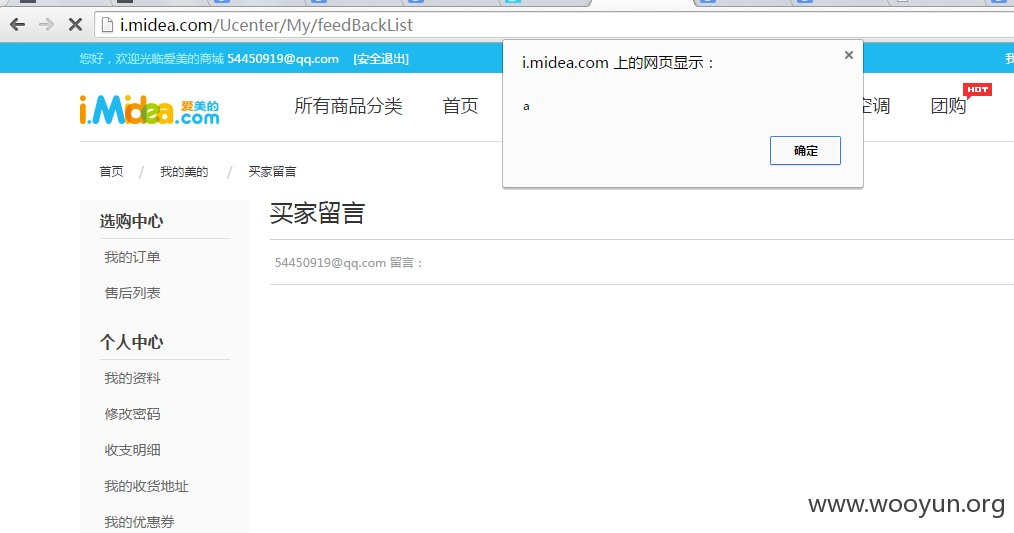 i.midea.com/Ucenter/My/feedBackList
您好，欢迎光临爱美的商城 54450919@qq.com [安全退出]
i.midea.com 上的网页显示：
a
确定
i.Midea 爱美的 .com
所有商品分类 首页 空调 团购 HOT
首页 / 我的美的 / 买家留言
选购中心
我的订单
售后列表
个人中心
我的资料
修改密码
收支明细
我的收货地址
我的优惠券
买家留言
54450919@qq.com 留言：
www.wooyun.org